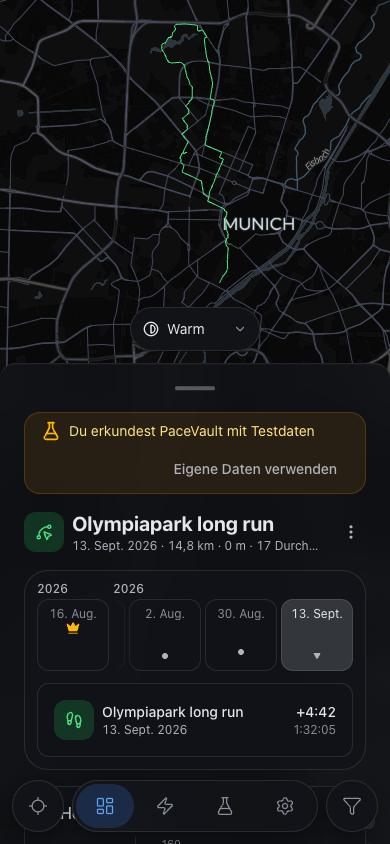 Eisbach
MUNICH
Warm
Du erkundest PaceVault mit Testdaten
Eigene Daten verwenden
Olympiapark long run
13. Sept. 2026 · 14,8 km · 0 m · 17 Durch...
2026 2026
16. Aug. 2. Aug. 30. Aug. 13. Sept.
Olympiapark long run +4:42
13. Sept. 2026 1:32:05
160